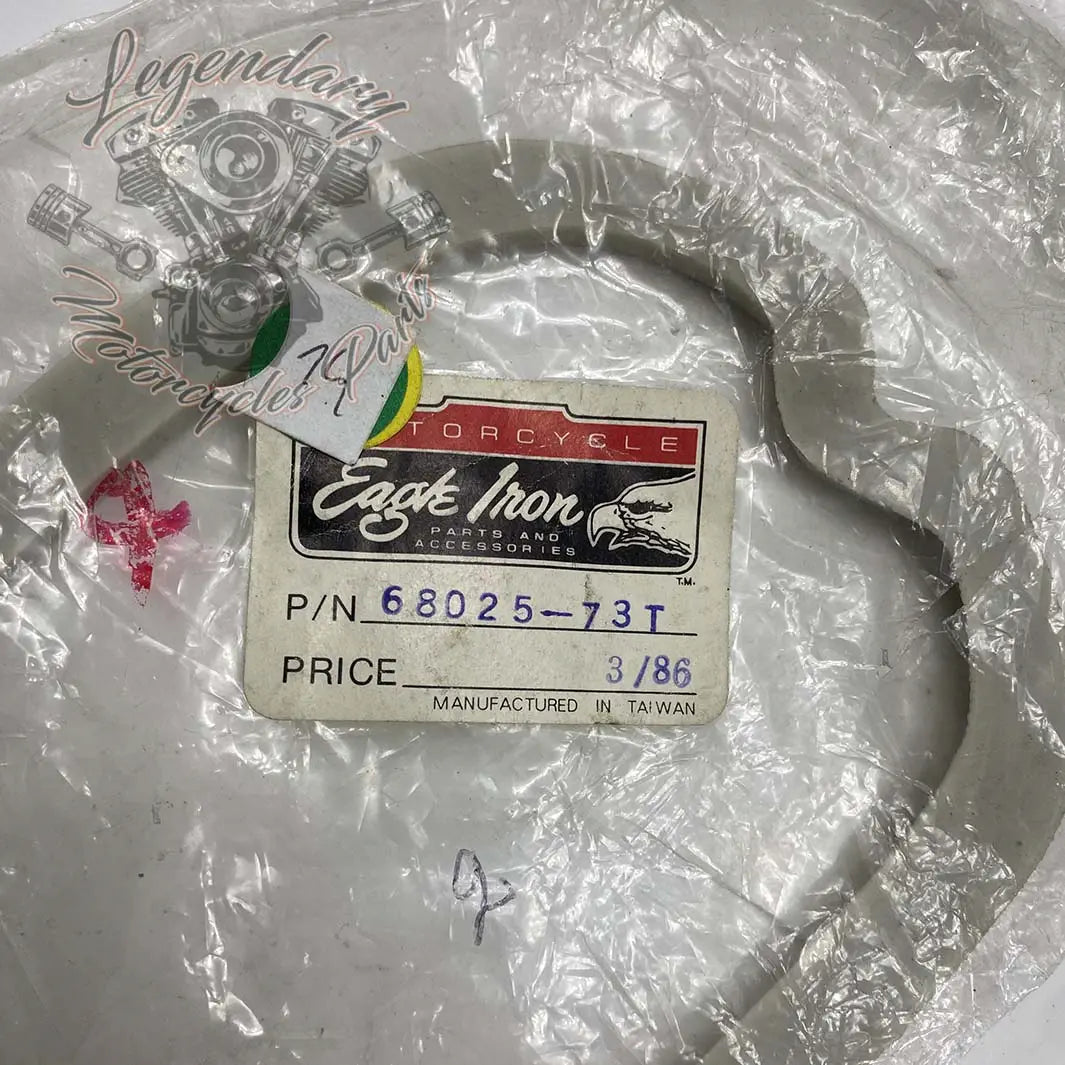 Legendary
Motorcycles Parts
TORCYCLE
Eagle Iron
PARTS AND
ACCESSORIES
T.M.
P/N 68025-73T
PRICE 3/86
MANUFACTURED IN TAIWAN